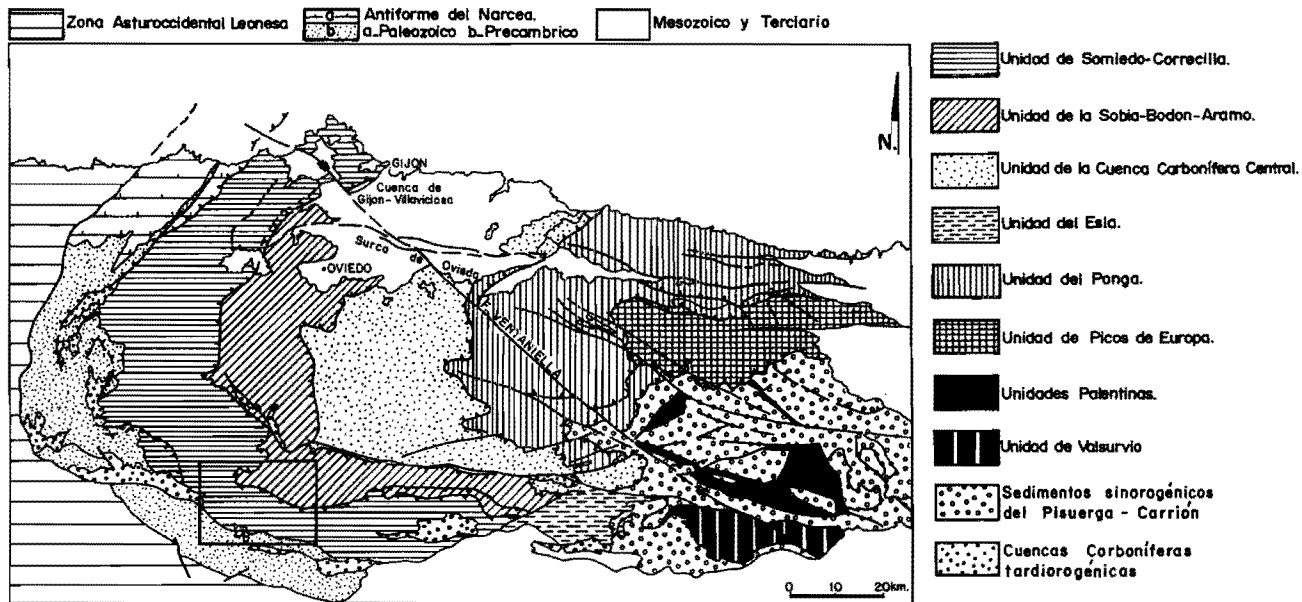 Zona Asturoccidental Leonesa
a
b
Antiforme del Narcea.
a_Paleozoico b_Precambrico
Mesozoico y Terciario
Unidad de Somiedo-Correcilla.
Unidad de la Sobia-Bodon-Aramo.
Unidad de la Cuenca Carbonífera Central.
Unidad del Esla.
Unidad del Ponga.
Unidad de Picos de Europa.
Unidades Palentinas.
Unidad de Valsurvio
Sedimentos sinorogénicos
del Pisuerga - Carrión
Cuencas Carboníferas
tardiorogénicas
N.
GIJON
Cuenca de
Gijon-Villaviciosa
Surco de Oviedo
OVIEDO
F. VENTANIELLA
0 10 20km.